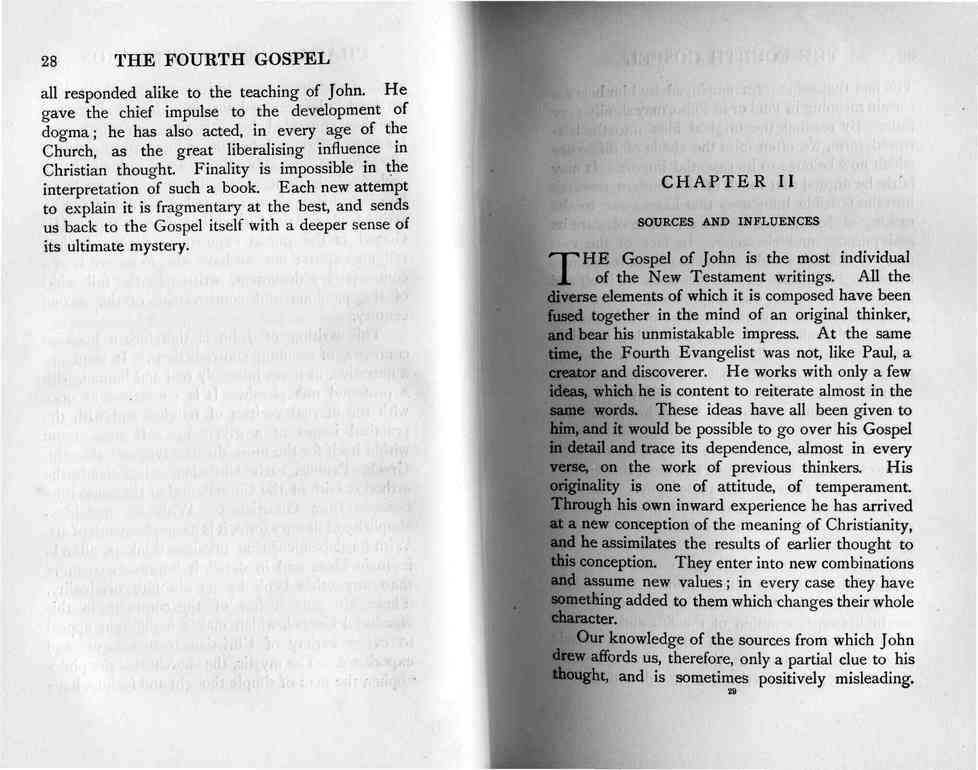 28 THE FOURTH GOSPEL
all responded alike to the teaching of John. He
gave the chief impulse to the development of
dogma; he has also acted, in every age of the
Church, as the great liberalising influence in
Christian thought. Finality is impossible in the
interpretation of such a book. Each new attempt
to explain it is fragmentary at the best, and sends
us back to the Gospel itself with a deeper sense of
its ultimate mystery.
CHAPTER II
SOURCES AND INFLUENCES
THE Gospel of John is the most individual
of the New Testament writings. All the
diverse elements of which it is composed have been
fused together in the mind of an original thinker,
and bear his unmistakable impress. At the same
time, the Fourth Evangelist was not, like Paul, a
creator and discoverer. He works with only a few
ideas, which he is content to reiterate almost in the
same words. These ideas have all been given to
him, and it would be possible to go over his Gospel
in detail and trace its dependence, almost in every
verse, on the work of previous thinkers. His
originality is one of attitude, of temperament.
Through his own inward experience he has arrived
at a new conception of the meaning of Christianity,
and he assimilates the results of earlier thought to
this conception. They enter into new combinations
and assume new values; in every case they have
something added to them which changes their whole
character.
Our knowledge of the sources from which John
drew affords us, therefore, only a partial clue to his
thought, and is sometimes positively misleading.
29